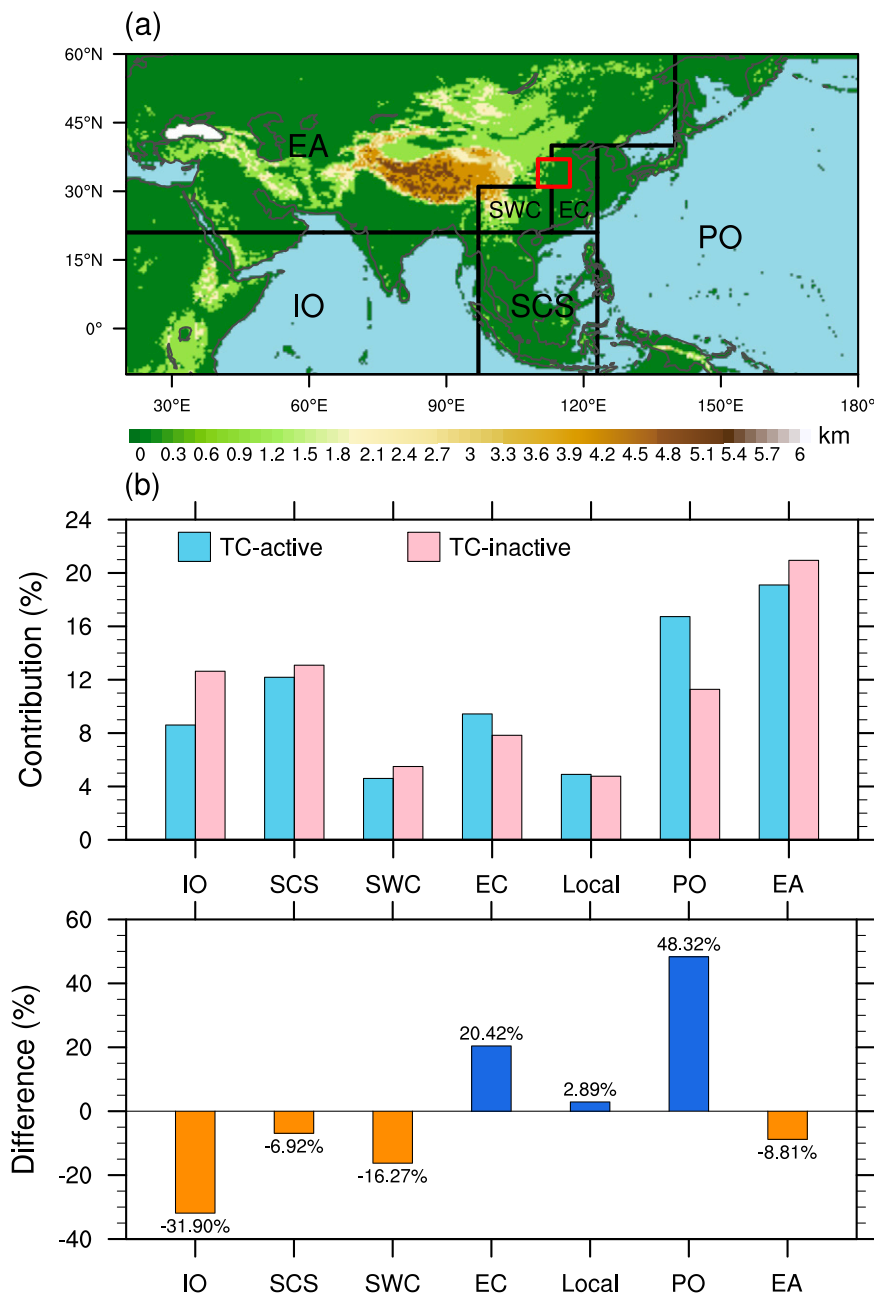 (a)
60°N
45°N
30°N
15°N
0°
EA
SWC
EC
PO
IO
SCS
30°E
60°E
90°E
120°E
150°E
180°
0 0.3 0.6 0.9 1.2 1.5 1.8 2.1 2.4 2.7 3 3.3 3.6 3.9 4.2 4.5 4.8 5.1 5.4 5.7 6 km
(b)
24
20
16
12
8
4
0
Contribution (%)
TC-active
TC-inactive
IO SCS SWC EC Local PO EA
60
40
20
0
-20
-40
Difference (%)
-31.90%
-6.92%
-16.27%
20.42%
2.89%
48.32%
-8.81%
IO SCS SWC EC Local PO EA